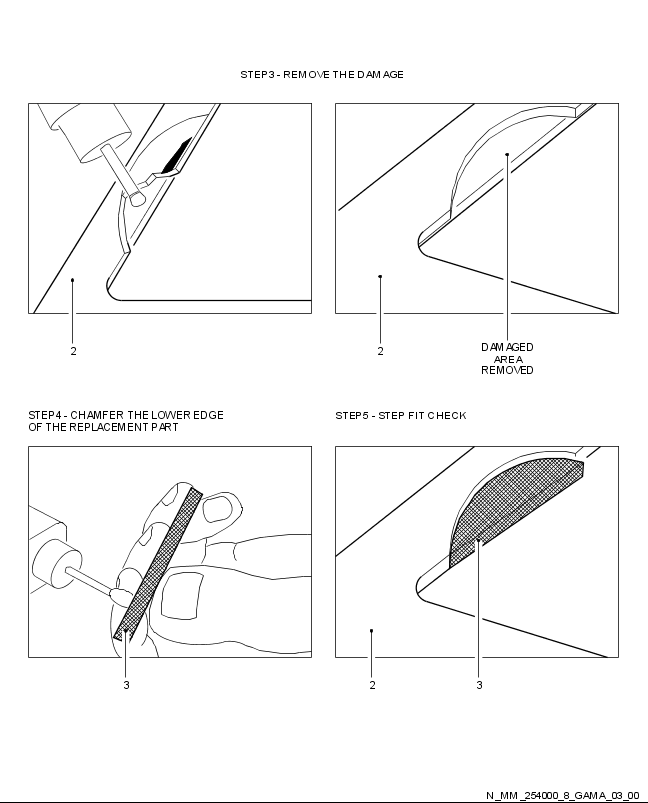 STEP3 - REMOVE THE DAMAGE
2
2
DAMAGED
AREA
REMOVED
STEP4 - CHAMFER THE LOWER EDGE
OF THE REPLACEMENT PART
STEP5 - STEP FIT CHECK
3
2
3
N_MM_254000_8_GAMA_03_00